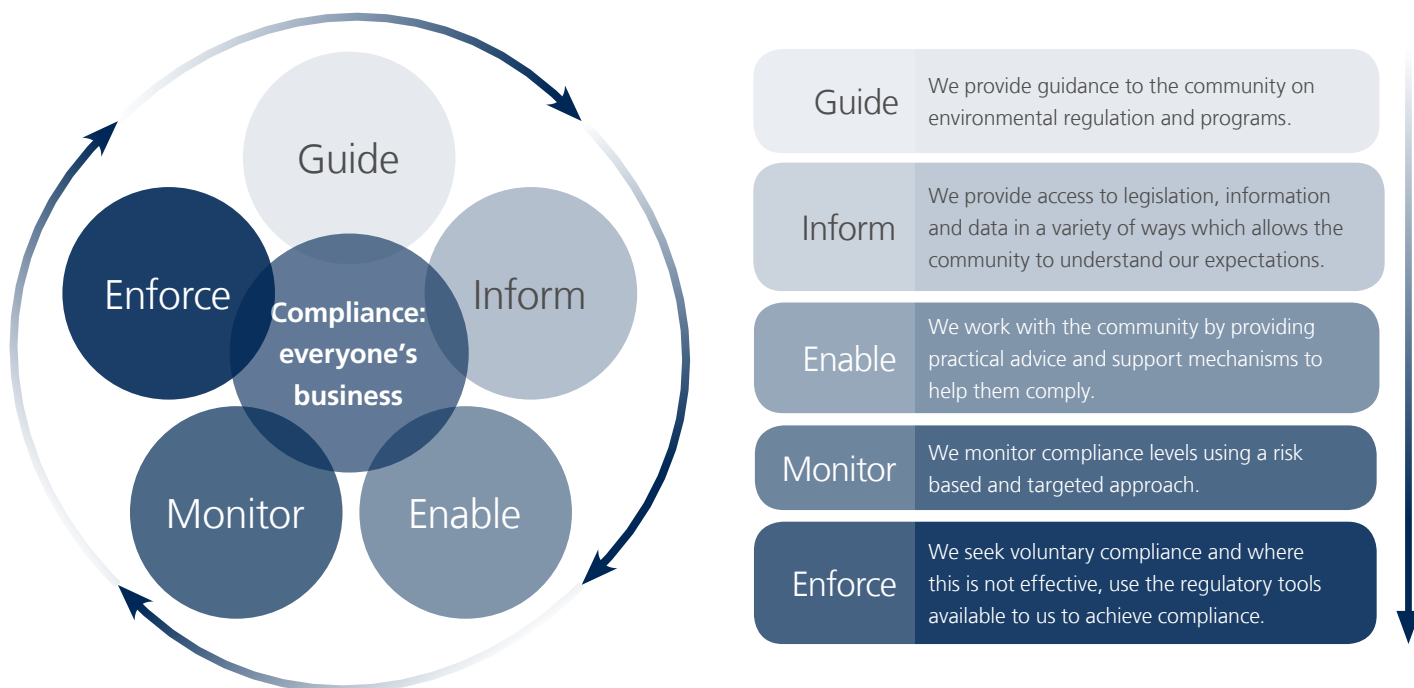 Guide
Enforce
Inform
Compliance:
everyone's
business
Monitor
Enable
Guide
We provide guidance to the community on
environmental regulation and programs.
Inform
We provide access to legislation, information
and data in a variety of ways which allows the
community to understand our expectations.
Enable
We work with the community by providing
practical advice and support mechanisms to
help them comply.
Monitor
We monitor compliance levels using a risk
based and targeted approach.
Enforce
We seek voluntary compliance and where
this is not effective, use the regulatory tools
available to us to achieve compliance.